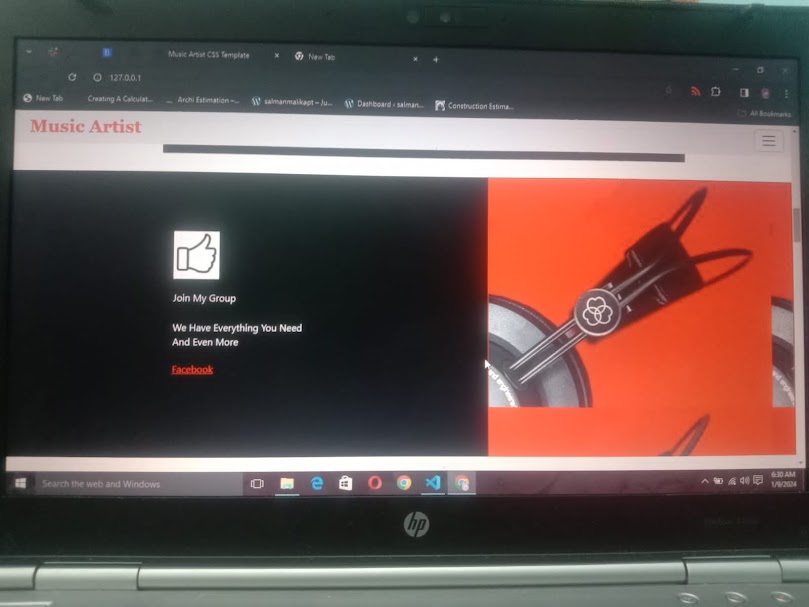 Music Artist CSS Template
New Tab
127.0.0.1
New Tab
Creating A Calculat...
Archi Estimation –...
salmanmalikapt – Ju...
Dashboard ‹ salman...
Construction Estima...
All Bookmarks
Music Artist
Join My Group
We Have Everything You Need
And Even More
Facebook
Search the web and Windows
6:30 AM
1/9/2024
hp